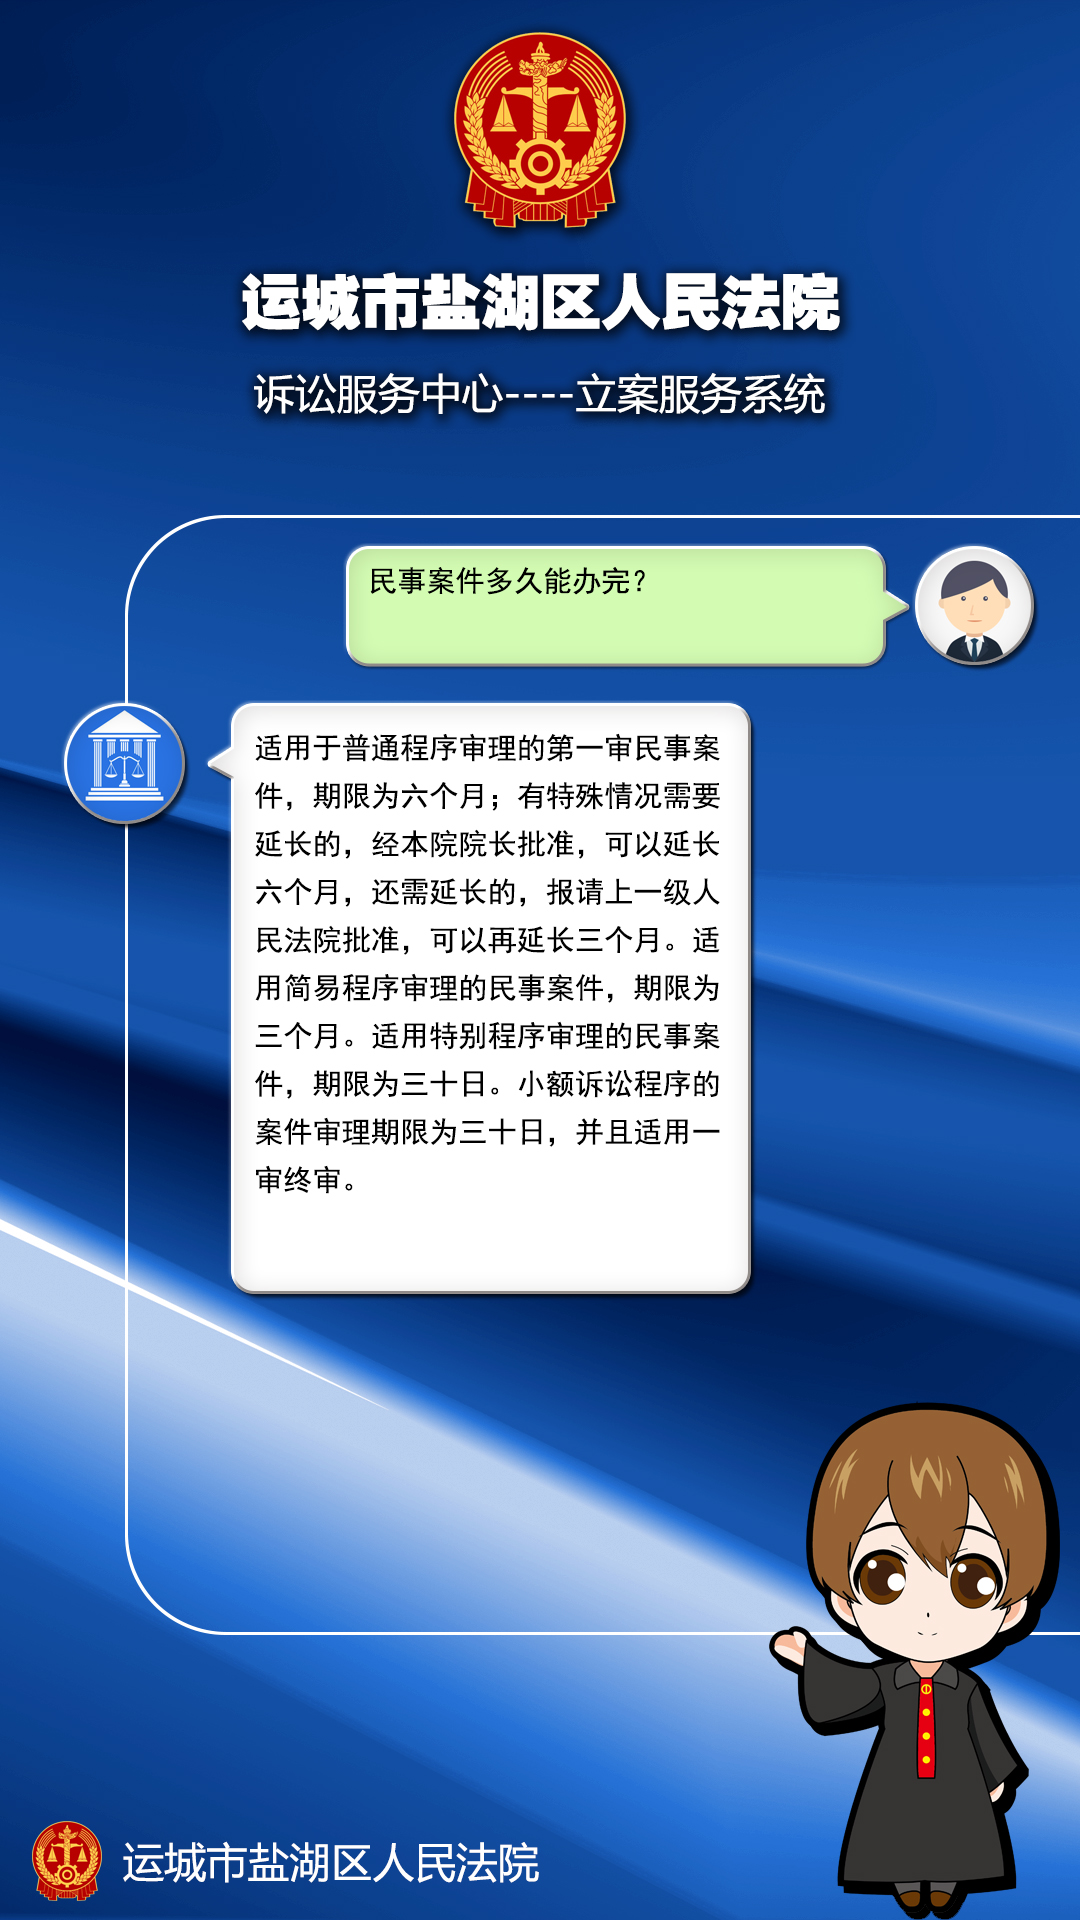 运城市盐湖区人民法院
诉讼服务中心----立案服务系统
民事案件多久能办完？
适用于普通程序审理的第一审民事案
件，期限为六个月；有特殊情况需要
延长的，经本院院长批准，可以延长
六个月，还需延长的，报请上一级人
民法院批准，可以再延长三个月。适
用简易程序审理的民事案件，期限为
三个月。适用特别程序审理的民事案
件，期限为三十日。小额诉讼程序的
案件审理期限为三十日，并且适用一
审终审。
运城市盐湖区人民法院